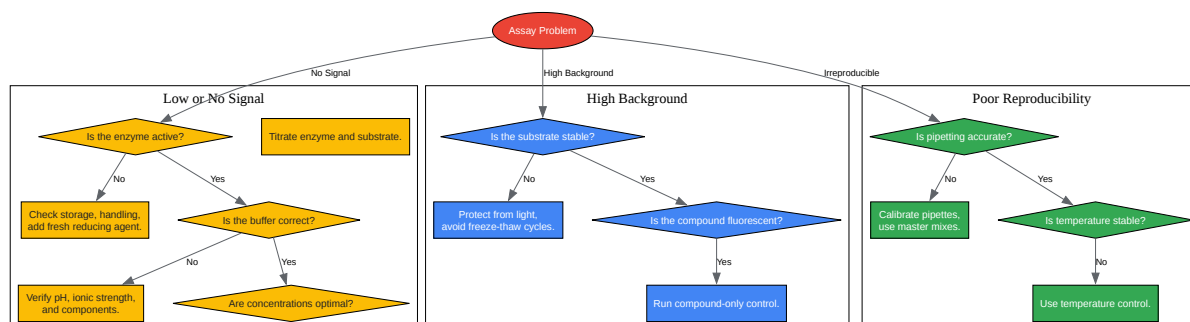 Assay Problem
No Signal
High Background
Irreproducible
Low or No Signal
Is the enzyme active?
Titrate enzyme and substrate.
No
Yes
Check storage, handling,
add fresh reducing agent.
Is the buffer correct?
No
Yes
Verify pH, ionic strength,
and components.
Are concentrations optimal?
High Background
Is the substrate stable?
No
Yes
Protect from light,
avoid freeze-thaw cycles.
Is the compound fluorescent?
Yes
Run compound-only control.
Poor Reproducibility
Is pipetting accurate?
No
Yes
Calibrate pipettes,
use master mixes.
Is temperature stable?
No
Use temperature control.